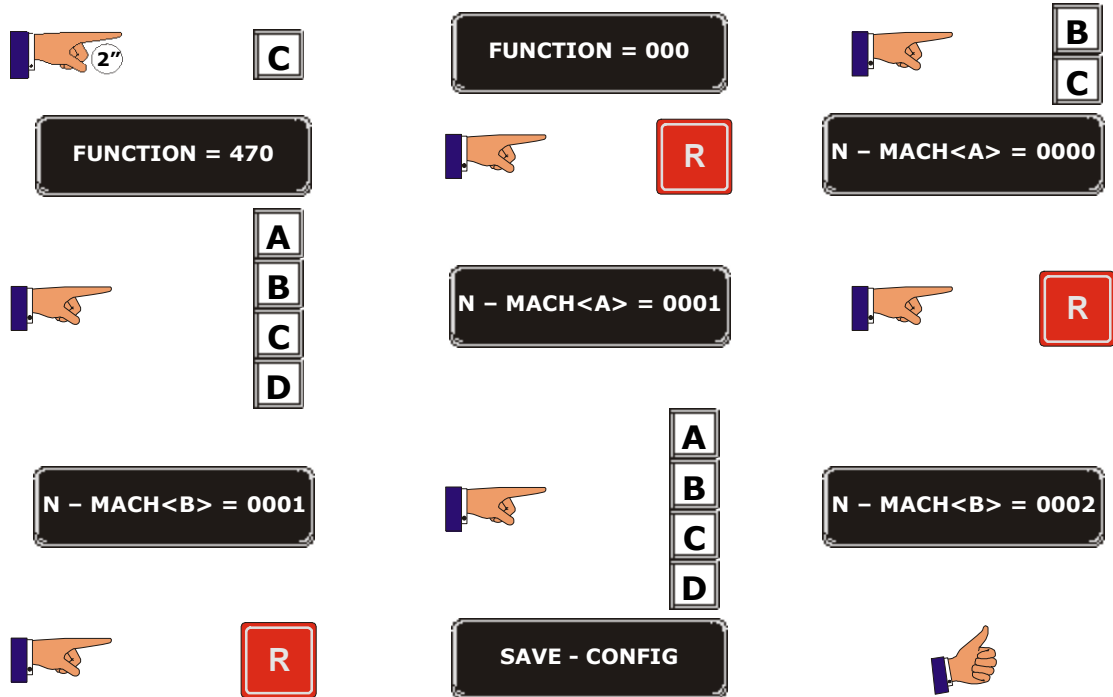 2”
C
FUNCTION = 000
B
C
FUNCTION = 470
R
N – MACH<A> = 0000
A
B
C
D
N – MACH<A> = 0001
R
N – MACH<B> = 0001
A
B
C
D
N – MACH<B> = 0002
R
SAVE - CONFIG